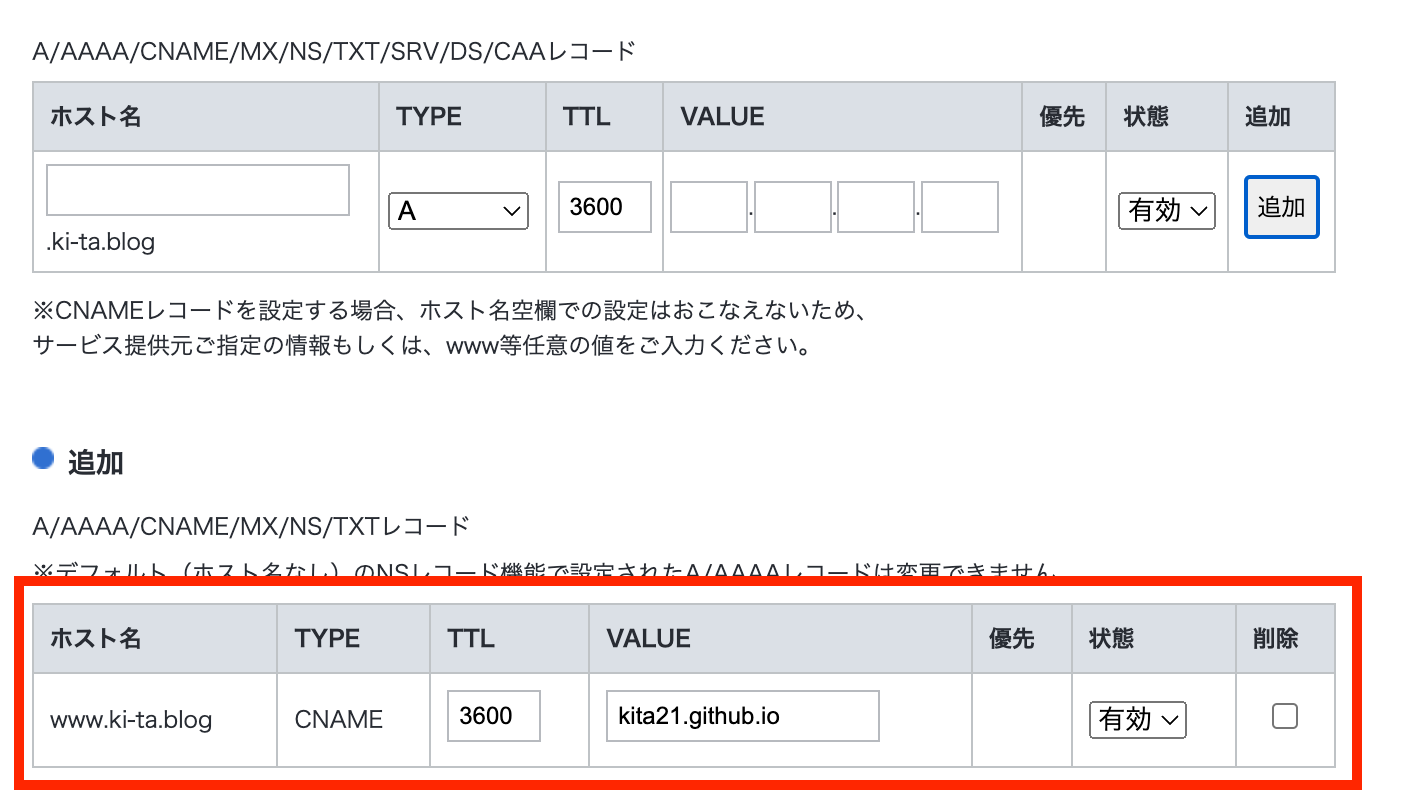 A/AAAA/CNAME/MX/NS/TXT/SRV/DS/CAAレコード
ホスト名 TYPE TTL VALUE 優先 状態 追加
A 3600 . . . 有効 追加
.ki-ta.blog
※CNAMEレコードを設定する場合、ホスト名空欄での設定はおこなえないため、
サービス提供元ご指定の情報もしくは、www等任意の値をご入力ください。
追加
A/AAAA/CNAME/MX/NS/TXTレコード
※デフォルト（ホスト名なし）のNSレコード機能で設定されたA/AAAAレコードは変更できません
ホスト名 TYPE TTL VALUE 優先 状態 削除
www.ki-ta.blog CNAME 3600 kita21.github.io 有効